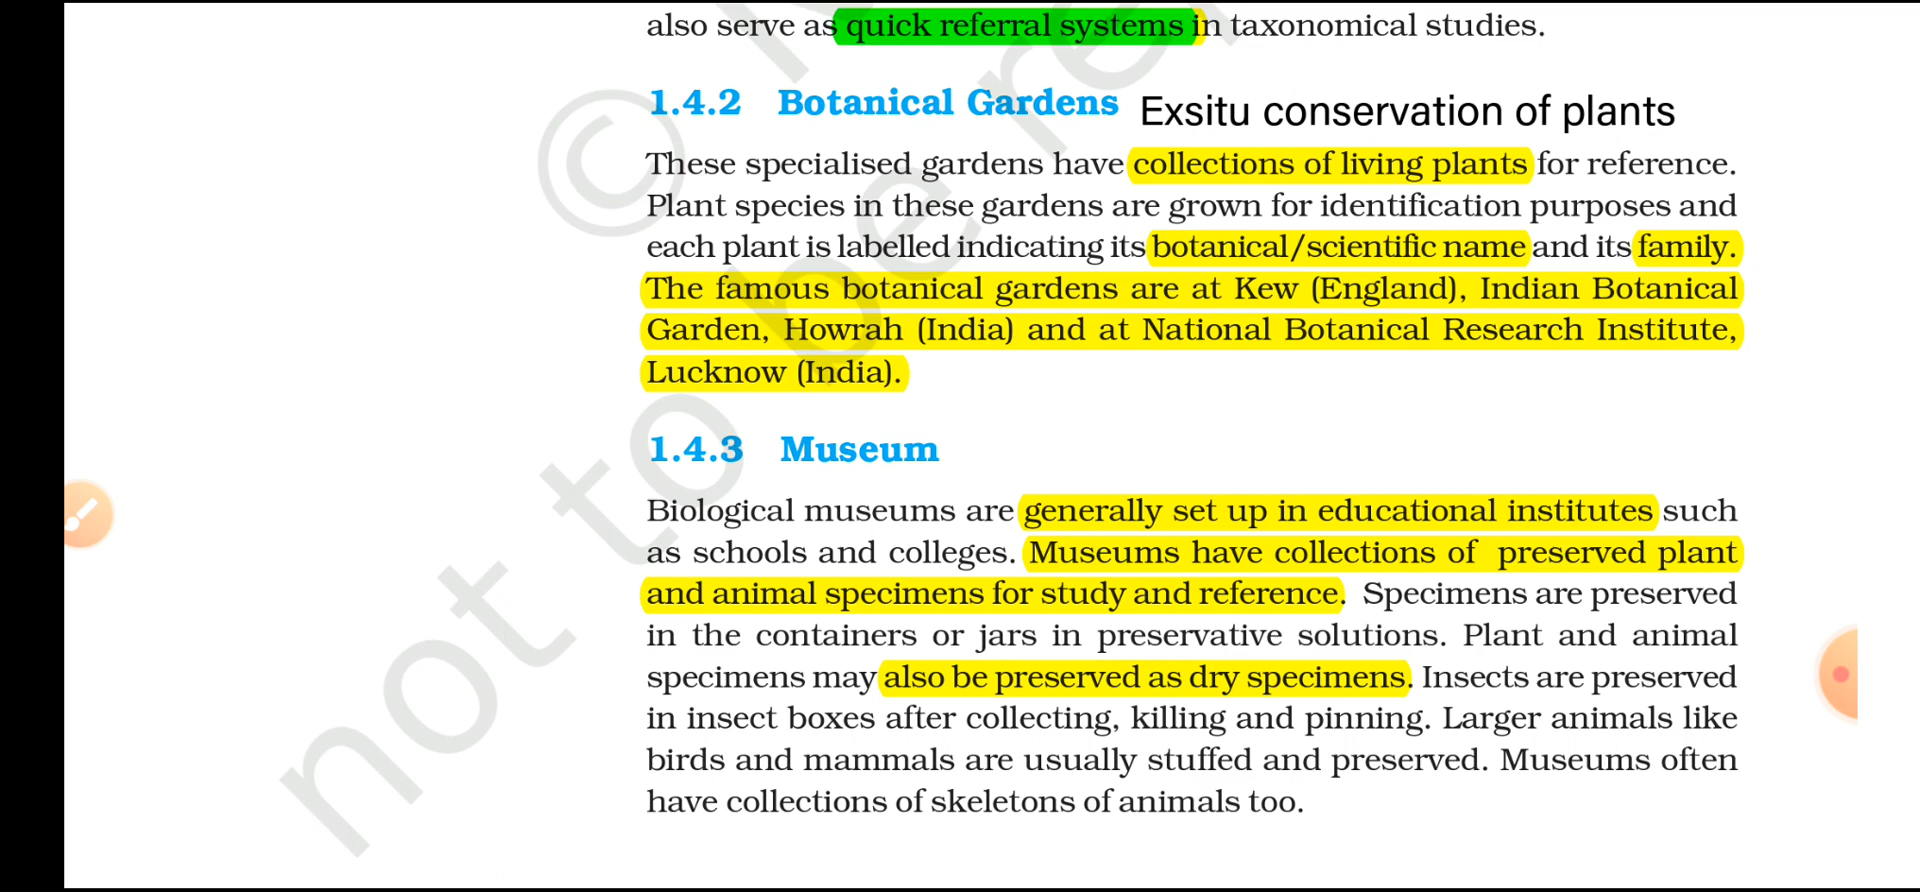 also serve as quick referral systems in taxonomical studies.
1.4.2 Botanical Gardens Exsitu conservation of plants
These specialised gardens have collections of living plants for reference.
Plant species in these gardens are grown for identification purposes and
each plant is labelled indicating its botanical/scientific name and its family.
The famous botanical gardens are at Kew (England), Indian Botanical
Garden, Howrah (India) and at National Botanical Research Institute,
Lucknow (India).
1.4.3 Museum
Biological museums are generally set up in educational institutes such
as schools and colleges. Museums have collections of preserved plant
and animal specimens for study and reference. Specimens are preserved
in the containers or jars in preservative solutions. Plant and animal
specimens may also be preserved as dry specimens. Insects are preserved
in insect boxes after collecting, killing and pinning. Larger animals like
birds and mammals are usually stuffed and preserved. Museums often
have collections of skeletons of animals too.
© N
not to be re